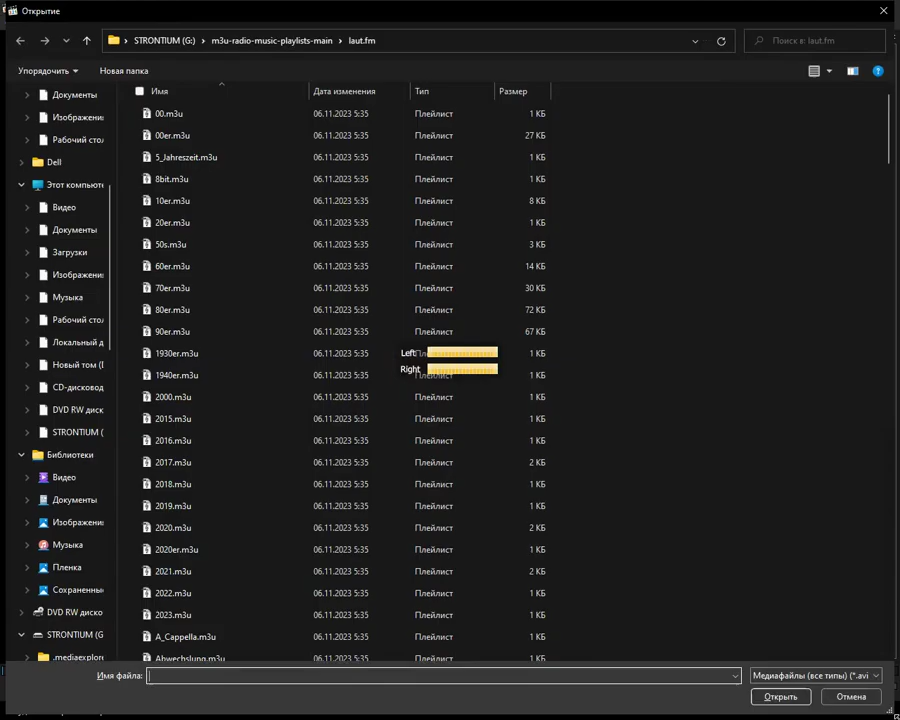 Открытие
STRONTIUM (G:) › m3u-radio-music-playlists-main › laut.fm
Поиск в: laut.fm
Упорядочить
Новая папка
Имя
Дата изменения
Тип
Размер
Документы
Изображени
Рабочий стол
Dell
Этот компьюте
Видео
Документы
Загрузки
Изображени
Музыка
Рабочий стол
Локальный д
Новый том (D
CD-дисковод
DVD RW диск
STRONTIUM (
Библиотеки
Видео
Документы
Изображени
Музыка
Пленка
Сохраненны
DVD RW диско
STRONTIUM (G
.mediaexplore
00.m3u 06.11.2023 5:35 Плейлист 1 КБ
00er.m3u 06.11.2023 5:35 Плейлист 27 КБ
5_Jahreszeit.m3u 06.11.2023 5:35 Плейлист 1 КБ
8bit.m3u 06.11.2023 5:35 Плейлист 1 КБ
10er.m3u 06.11.2023 5:35 Плейлист 8 КБ
20er.m3u 06.11.2023 5:35 Плейлист 1 КБ
50s.m3u 06.11.2023 5:35 Плейлист 3 КБ
60er.m3u 06.11.2023 5:35 Плейлист 14 КБ
70er.m3u 06.11.2023 5:35 Плейлист 30 КБ
80er.m3u 06.11.2023 5:35 Плейлист 72 КБ
90er.m3u 06.11.2023 5:35 Плейлист 67 КБ
1930er.m3u 06.11.2023 5:35 1 КБ
Left
Right
1940er.m3u 06.11.2023 5:35 Плейлист 1 КБ
2000.m3u 06.11.2023 5:35 Плейлист 1 КБ
2015.m3u 06.11.2023 5:35 Плейлист 1 КБ
2016.m3u 06.11.2023 5:35 Плейлист 1 КБ
2017.m3u 06.11.2023 5:35 Плейлист 2 КБ
2018.m3u 06.11.2023 5:35 Плейлист 1 КБ
2019.m3u 06.11.2023 5:35 Плейлист 1 КБ
2020.m3u 06.11.2023 5:35 Плейлист 2 КБ
2020er.m3u 06.11.2023 5:35 Плейлист 1 КБ
2021.m3u 06.11.2023 5:35 Плейлист 2 КБ
2022.m3u 06.11.2023 5:35 Плейлист 1 КБ
2023.m3u 06.11.2023 5:35 Плейлист 1 КБ
A_Cappella.m3u 06.11.2023 5:35 Плейлист 1 КБ
Abwechslung.m3u 06.11.2023 5:35 Плейлист 2 КБ
Имя файла:
Медиафайлы (все типы) (*.avi
Открыть
Отмена